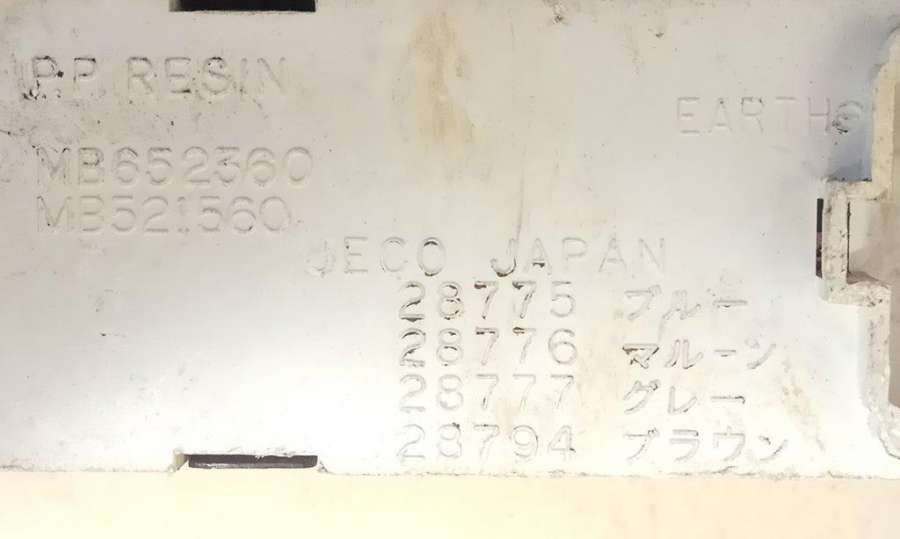 P.P. RESIN
EARTH
MB652360
MB521560
JECO JAPAN
28775 ブルー
28776 マルーン
28777 グレー
28794 ブラウン